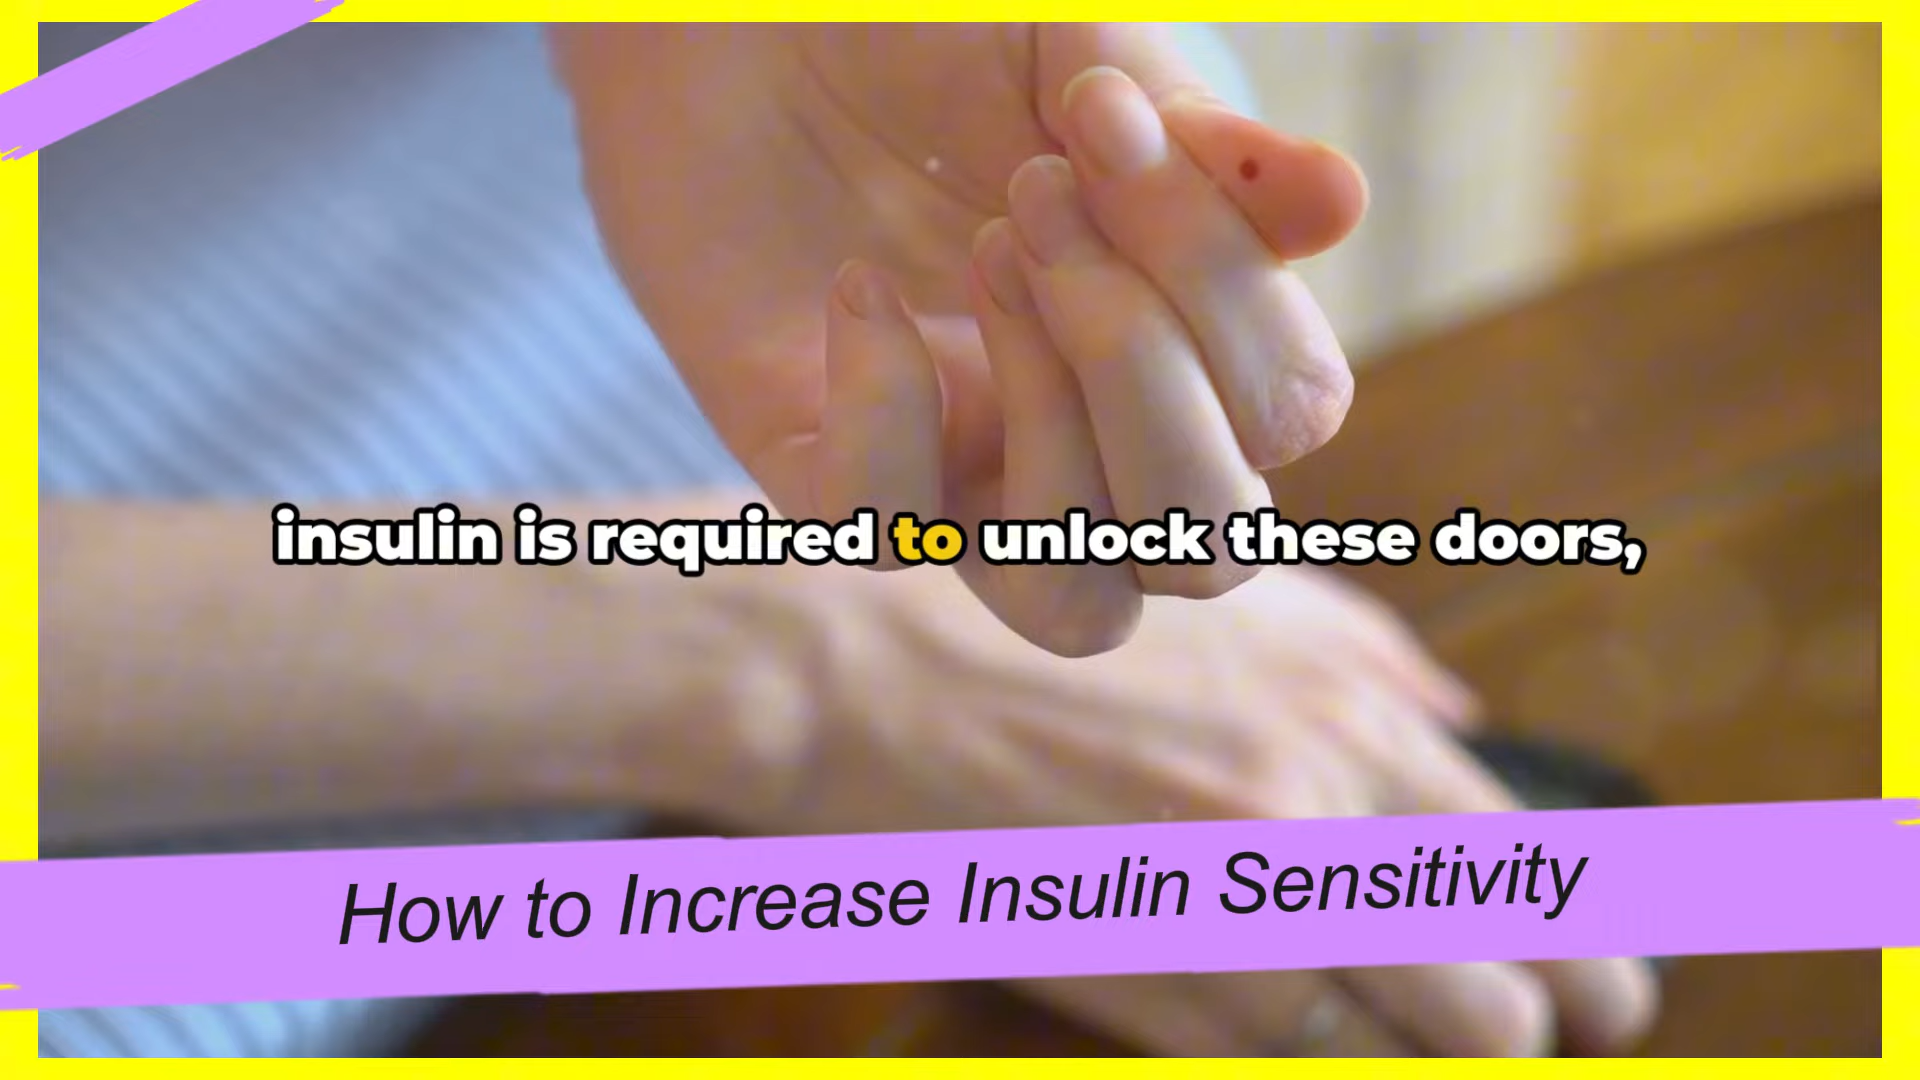 insulin is required to unlock these doors,
How to Increase Insulin Sensitivity